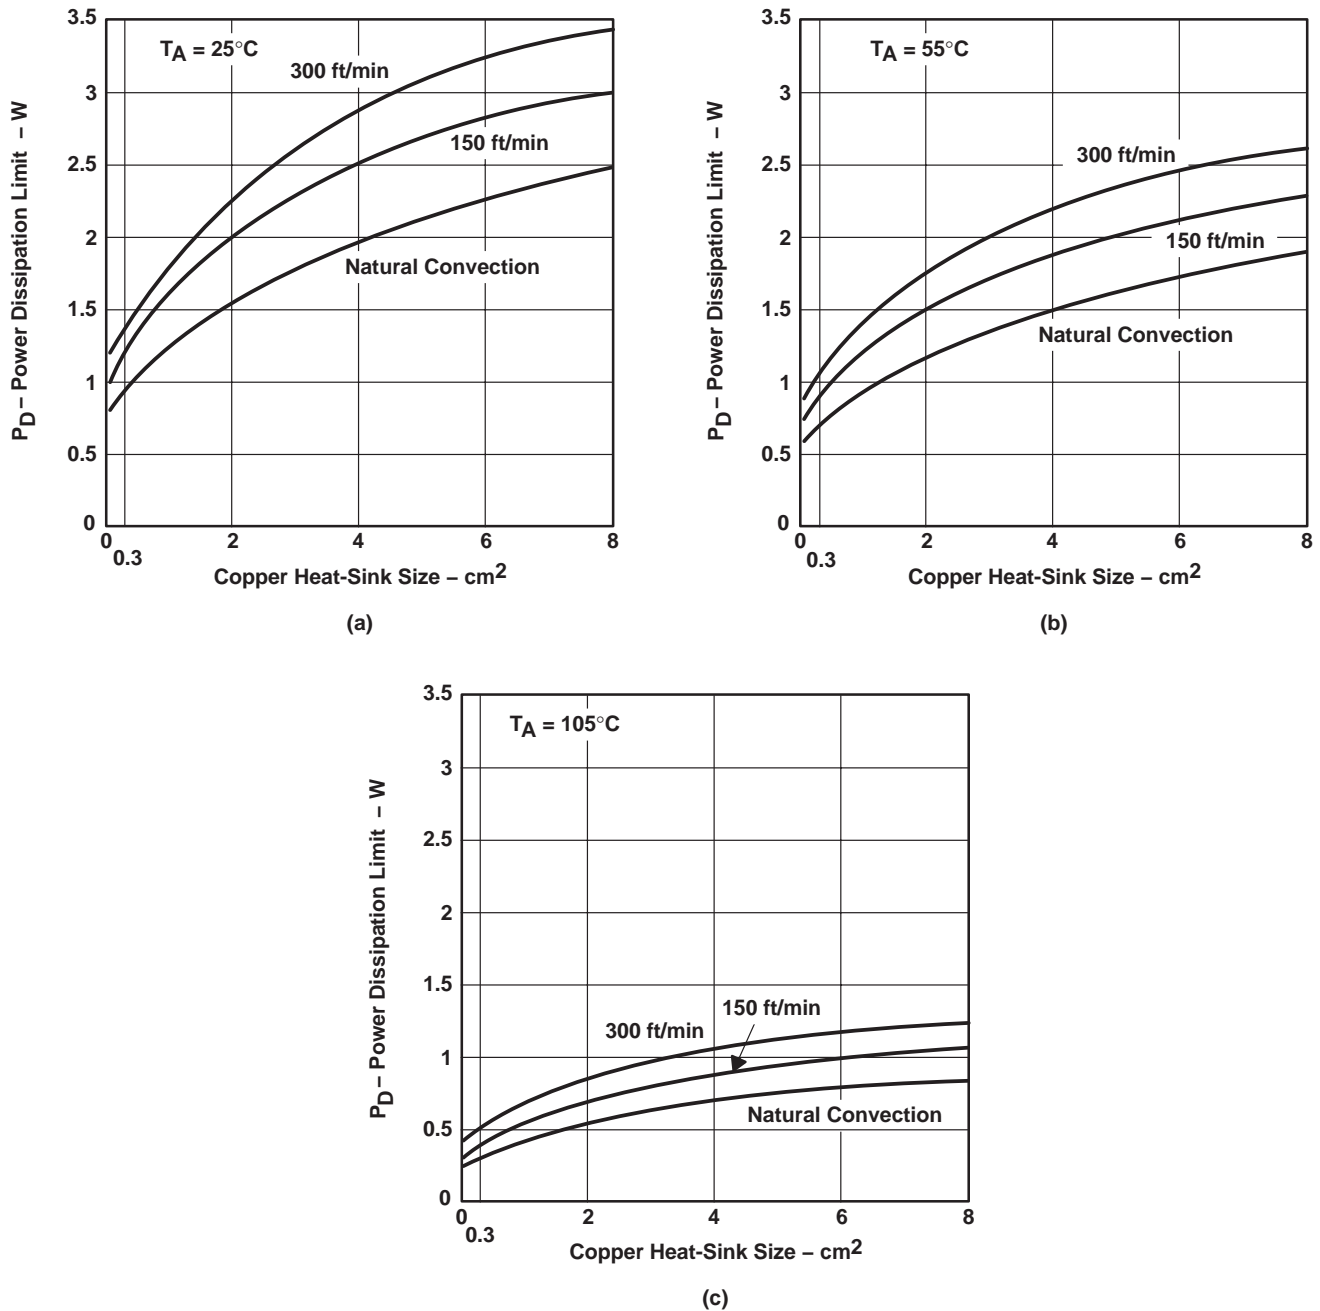 3.5
3
2.5
2
1.5
1
0.5
0
P_D – Power Dissipation Limit – W
T_A = 25°C
300 ft/min
150 ft/min
Natural Convection
0 2 4 6 8
0.3
Copper Heat-Sink Size – cm²
(a)
3.5
3
2.5
2
1.5
1
0.5
0
P_D – Power Dissipation Limit – W
T_A = 55°C
300 ft/min
150 ft/min
Natural Convection
0 2 4 6 8
0.3
Copper Heat-Sink Size – cm²
(b)
3.5
3
2.5
2
1.5
1
0.5
0
P_D – Power Dissipation Limit – W
T_A = 105°C
150 ft/min
300 ft/min
Natural Convection
0 2 4 6 8
0.3
Copper Heat-Sink Size – cm²
(c)